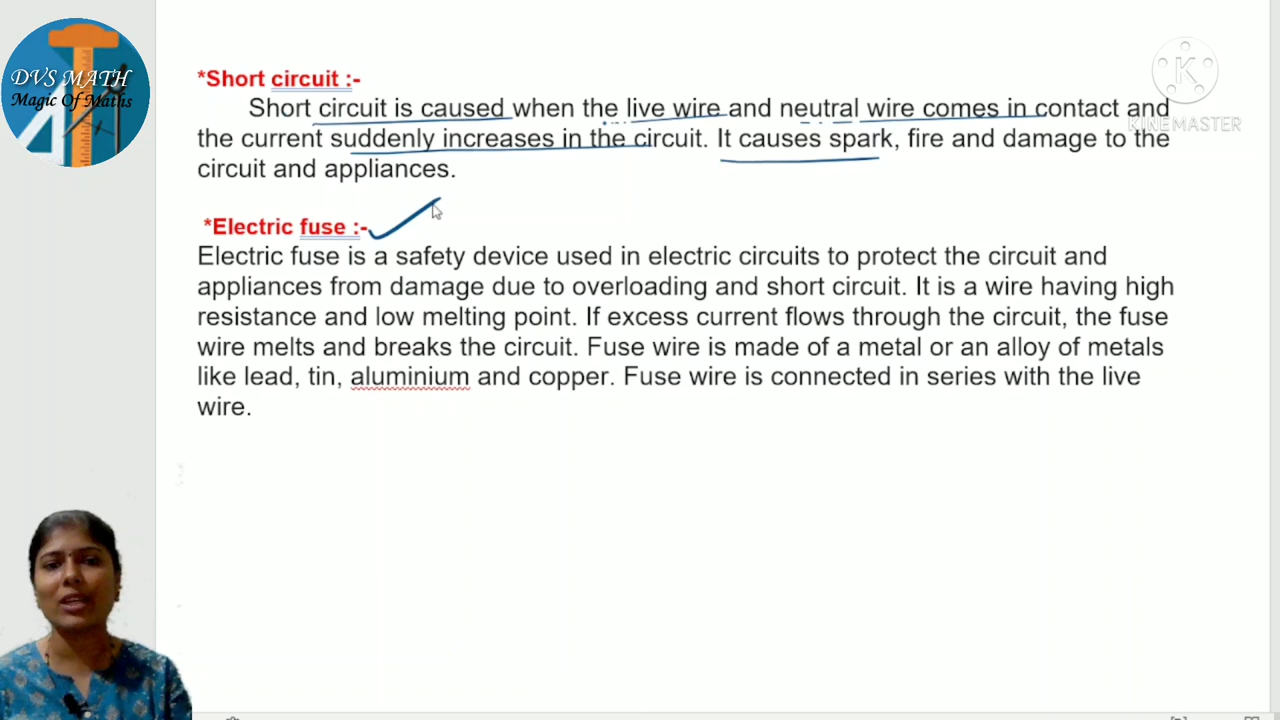 DVS MATH
Magic Of Maths
*Short circuit :-
Short circuit is caused when the live wire and neutral wire comes in contact and
the current suddenly increases in the circuit. It causes spark, fire and damage to the
circuit and appliances.
K
KINEMASTER
*Electric fuse :-
Electric fuse is a safety device used in electric circuits to protect the circuit and
appliances from damage due to overloading and short circuit. It is a wire having high
resistance and low melting point. If excess current flows through the circuit, the fuse
wire melts and breaks the circuit. Fuse wire is made of a metal or an alloy of metals
like lead, tin, aluminium and copper. Fuse wire is connected in series with the live
wire.